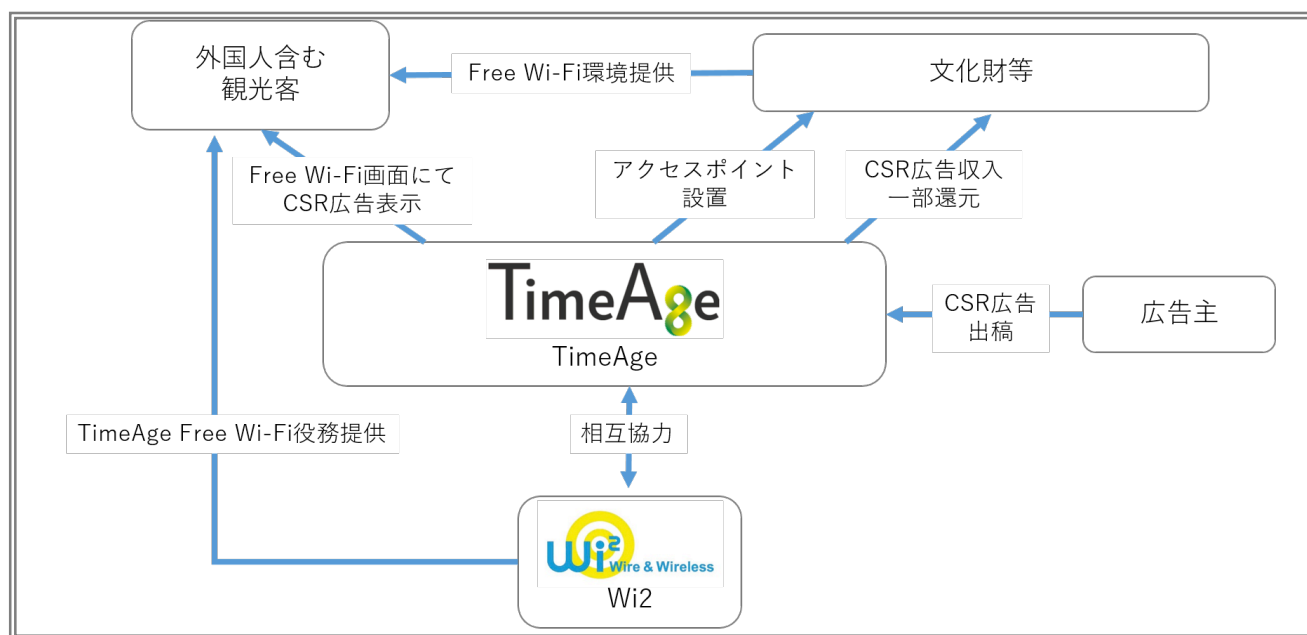 外国人含む
観光客
Free Wi-Fi環境提供
文化財等
Free Wi-Fi画面にて
CSR広告表示
アクセスポイント
設置
CSR広告収入
一部還元
TimeAge
TimeAge
CSR広告
出稿
広告主
TimeAge Free Wi-Fi役務提供
相互協力
Wi2 Wire & Wireless
Wi2